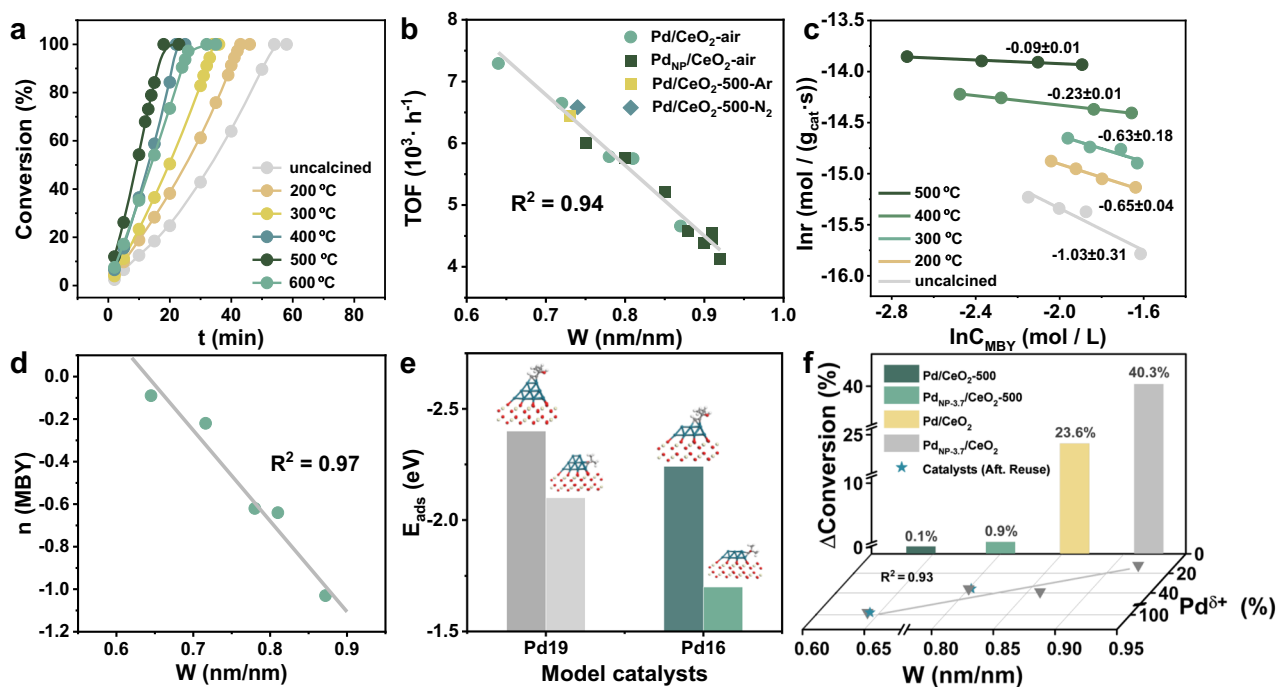 a
Conversion (%)
100
80
60
40
20
0
0 20 40 60 80
t (min)
uncalcined
200 ºC
300 ºC
400 ºC
500 ºC
600 ºC
b
TOF (10³· h⁻¹)
8
7
6
5
4
0.6 0.7 0.8 0.9 1.0
W (nm/nm)
Pd/CeO₂-air
Pd_NP/CeO₂-air
Pd/CeO₂-500-Ar
Pd/CeO₂-500-N₂
R² = 0.94
c
lnr (mol / (g_cat·s))
-13.5
-14.0
-14.5
-15.0
-15.5
-16.0
-2.8 -2.4 -2.0 -1.6
lnC_MBY (mol / L)
-0.09±0.01
-0.23±0.01
-0.63±0.18
-0.65±0.04
-1.03±0.31
500 ºC
400 ºC
300 ºC
200 ºC
uncalcined
d
n (MBY)
0.0
-0.2
-0.4
-0.6
-0.8
-1.0
-1.2
0.6 0.7 0.8 0.9
W (nm/nm)
R² = 0.97
e
E_ads (eV)
-2.5
-2.0
-1.5
Pd19 Pd16
Model catalysts
f
ΔConversion (%)
40
25
10
0
Pd/CeO₂-500
Pd_NP-3.7/CeO₂-500
Pd/CeO₂
Pd_NP-3.7/CeO₂
Catalysts (Aft. Reuse)
0.1%
0.9%
23.6%
40.3%
R² = 0.93
0
20
40
100
Pd^δ+ (%)
0.60 0.65 0.80 0.85 0.90 0.95
W (nm/nm)